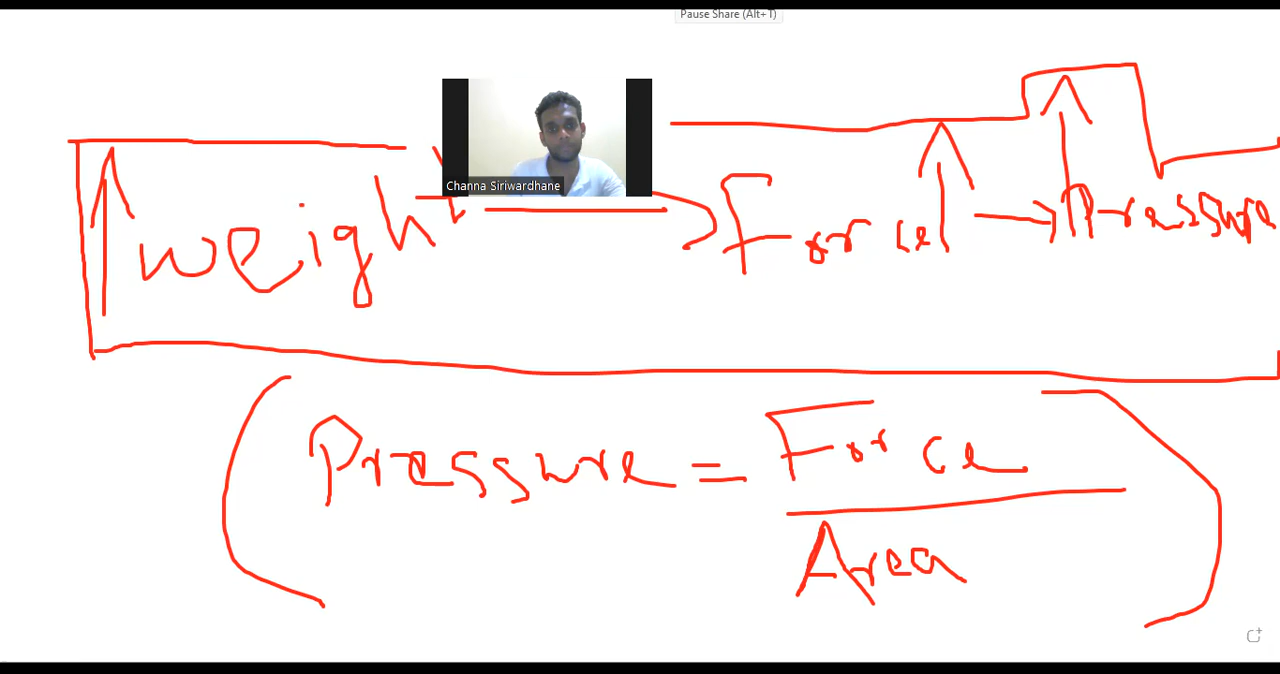 Pause Share (Alt+T)
Channa Siriwardhane
↑ weight → Force ↑ → Pressure ↑
Pressure = Force
Area